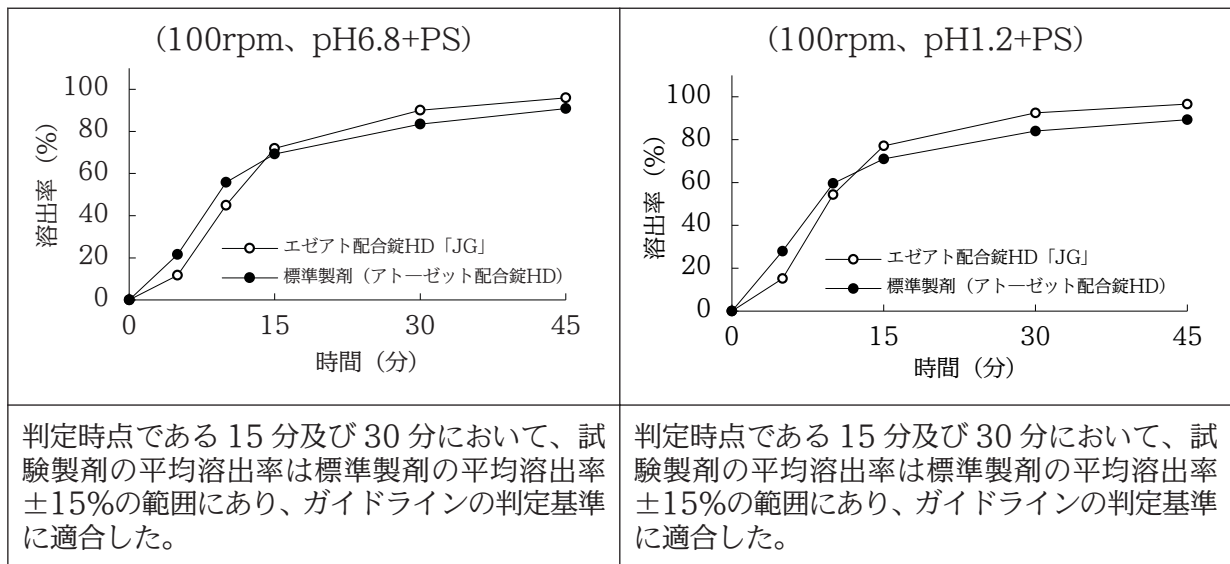 (100rpm、pH6.8+PS)
100
80
60
40
20
0
溶出率（%）
エゼアト配合錠HD「JG」
標準製剤（アトーゼット配合錠HD）
0 15 30 45
時間（分）
判定時点である 15 分及び 30 分において、試
験製剤の平均溶出率は標準製剤の平均溶出率
±15%の範囲にあり、ガイドラインの判定基準
に適合した。
(100rpm、pH1.2+PS)
100
80
60
40
20
0
溶出率（%）
エゼアト配合錠HD「JG」
標準製剤（アトーゼット配合錠HD）
0 15 30 45
時間（分）
判定時点である 15 分及び 30 分において、試
験製剤の平均溶出率は標準製剤の平均溶出率
±15%の範囲にあり、ガイドラインの判定基準
に適合した。